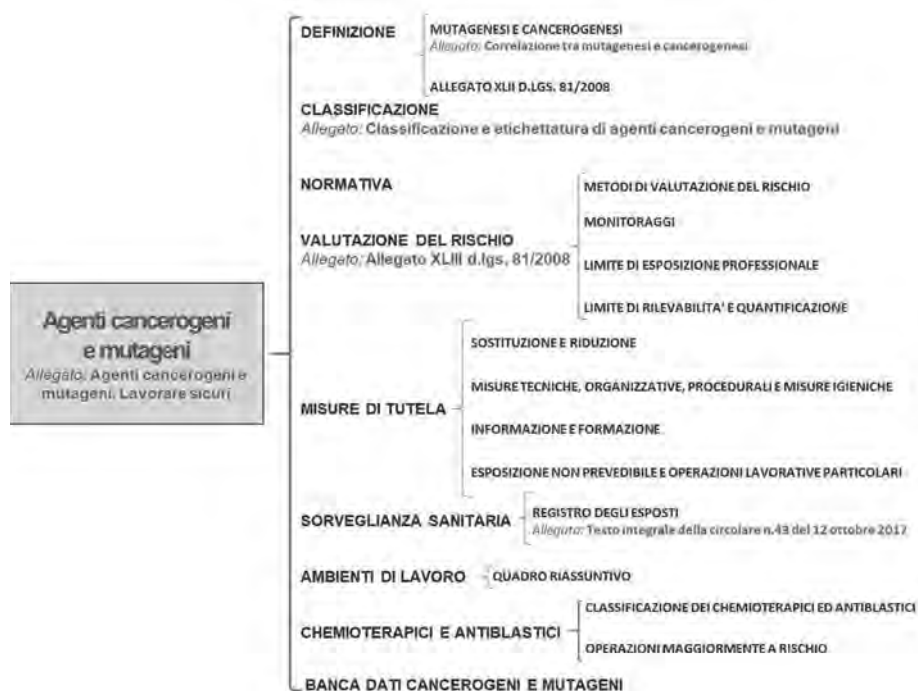 DEFINIZIONE
MUTAGENESI E CANCEROGENESI
Allegato: Correlazione tra mutagenesi e cancerogenesi
ALLEGATO XLII D.LGS. 81/2008
CLASSIFICAZIONE
Allegato: Classificazione e etichettatura di agenti cancerogeni e mutageni
NORMATIVA
VALUTAZIONE DEL RISCHIO
Allegato: Allegato XLIII d.lgs. 81/2008
METODI DI VALUTAZIONE DEL RISCHIO
MONITORAGGI
LIMITE DI ESPOSIZIONE PROFESSIONALE
LIMITE DI RILEVABILITA' E QUANTIFICAZIONE
Agenti cancerogeni
e mutageni
Allegato: Agenti cancerogeni e
mutageni. Lavorare sicuri
MISURE DI TUTELA
SOSTITUZIONE E RIDUZIONE
MISURE TECNICHE, ORGANIZZATIVE, PROCEDURALI E MISURE IGIENICHE
INFORMAZIONE E FORMAZIONE
ESPOSIZIONE NON PREVEDIBILE E OPERAZIONI LAVORATIVE PARTICOLARI
SORVEGLIANZA SANITARIA
REGISTRO DEGLI ESPOSTI
Allegato: Testo integrale della circolare n.43 del 12 ottobre 2017
AMBIENTI DI LAVORO
QUADRO RIASSUNTIVO
CHEMIOTERAPICI E ANTIBLASTICI
CLASSIFICAZIONE DEI CHEMIOTERAPICI ED ANTIBLASTICI
OPERAZIONI MAGGIORMENTE A RISCHIO
BANCA DATI CANCEROGENI E MUTAGENI